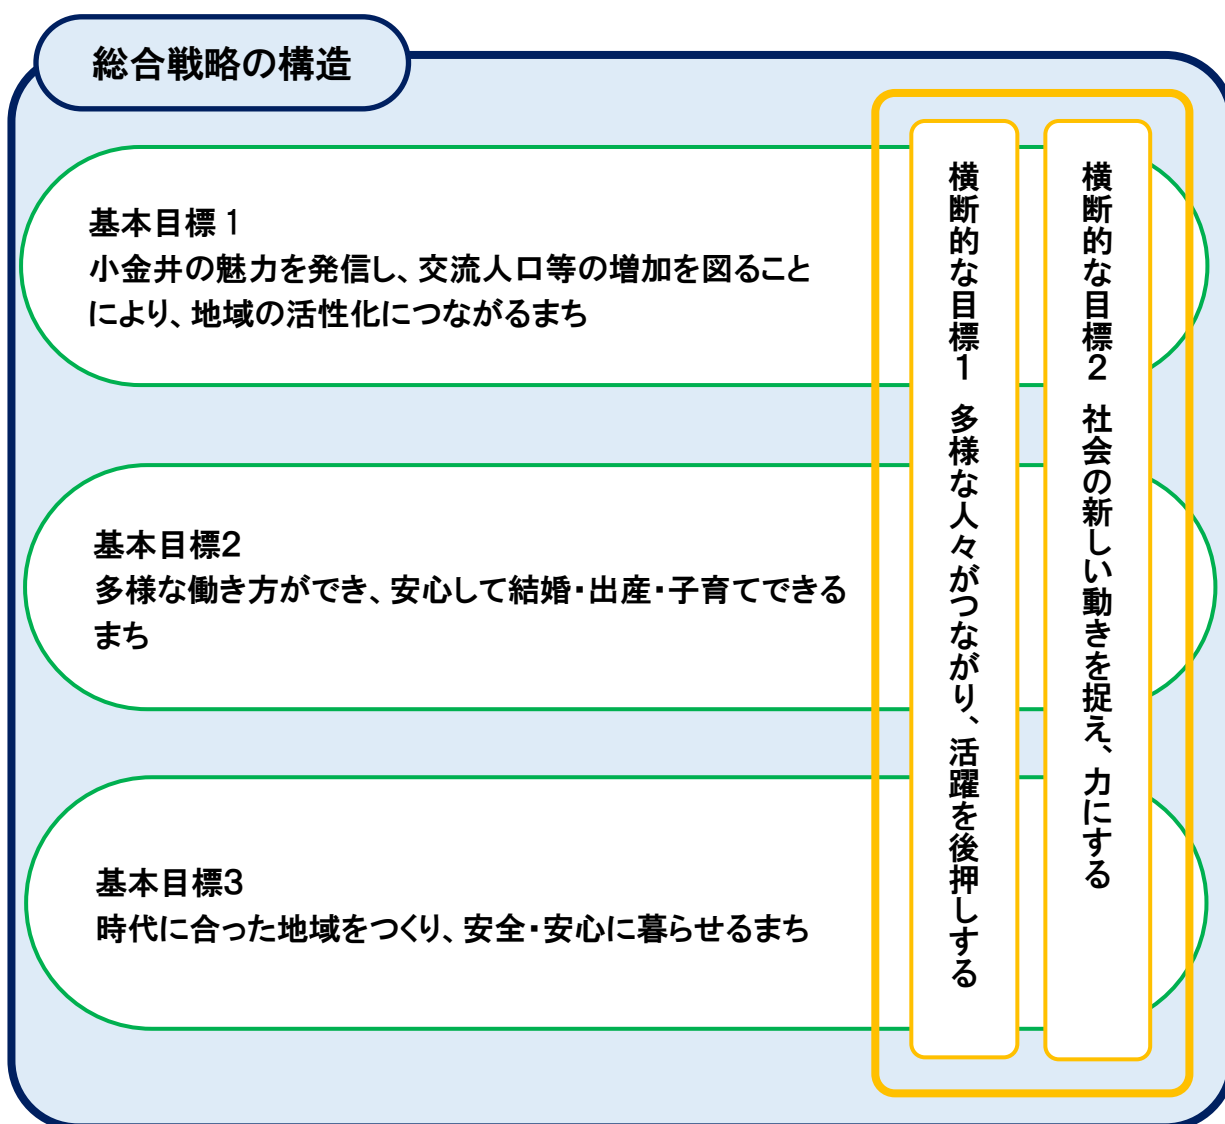 総合戦略の構造
基本目標1
小金井の魅力を発信し、交流人口等の増加を図ること
により、地域の活性化につながるまち
基本目標2
多様な働き方ができ、安心して結婚・出産・子育てできる
まち
基本目標3
時代に合った地域をつくり、安全・安心に暮らせるまち
横断的な目標1 多様な人々がつながり、活躍を後押しする
横断的な目標2 社会の新しい動きを捉え、力にする